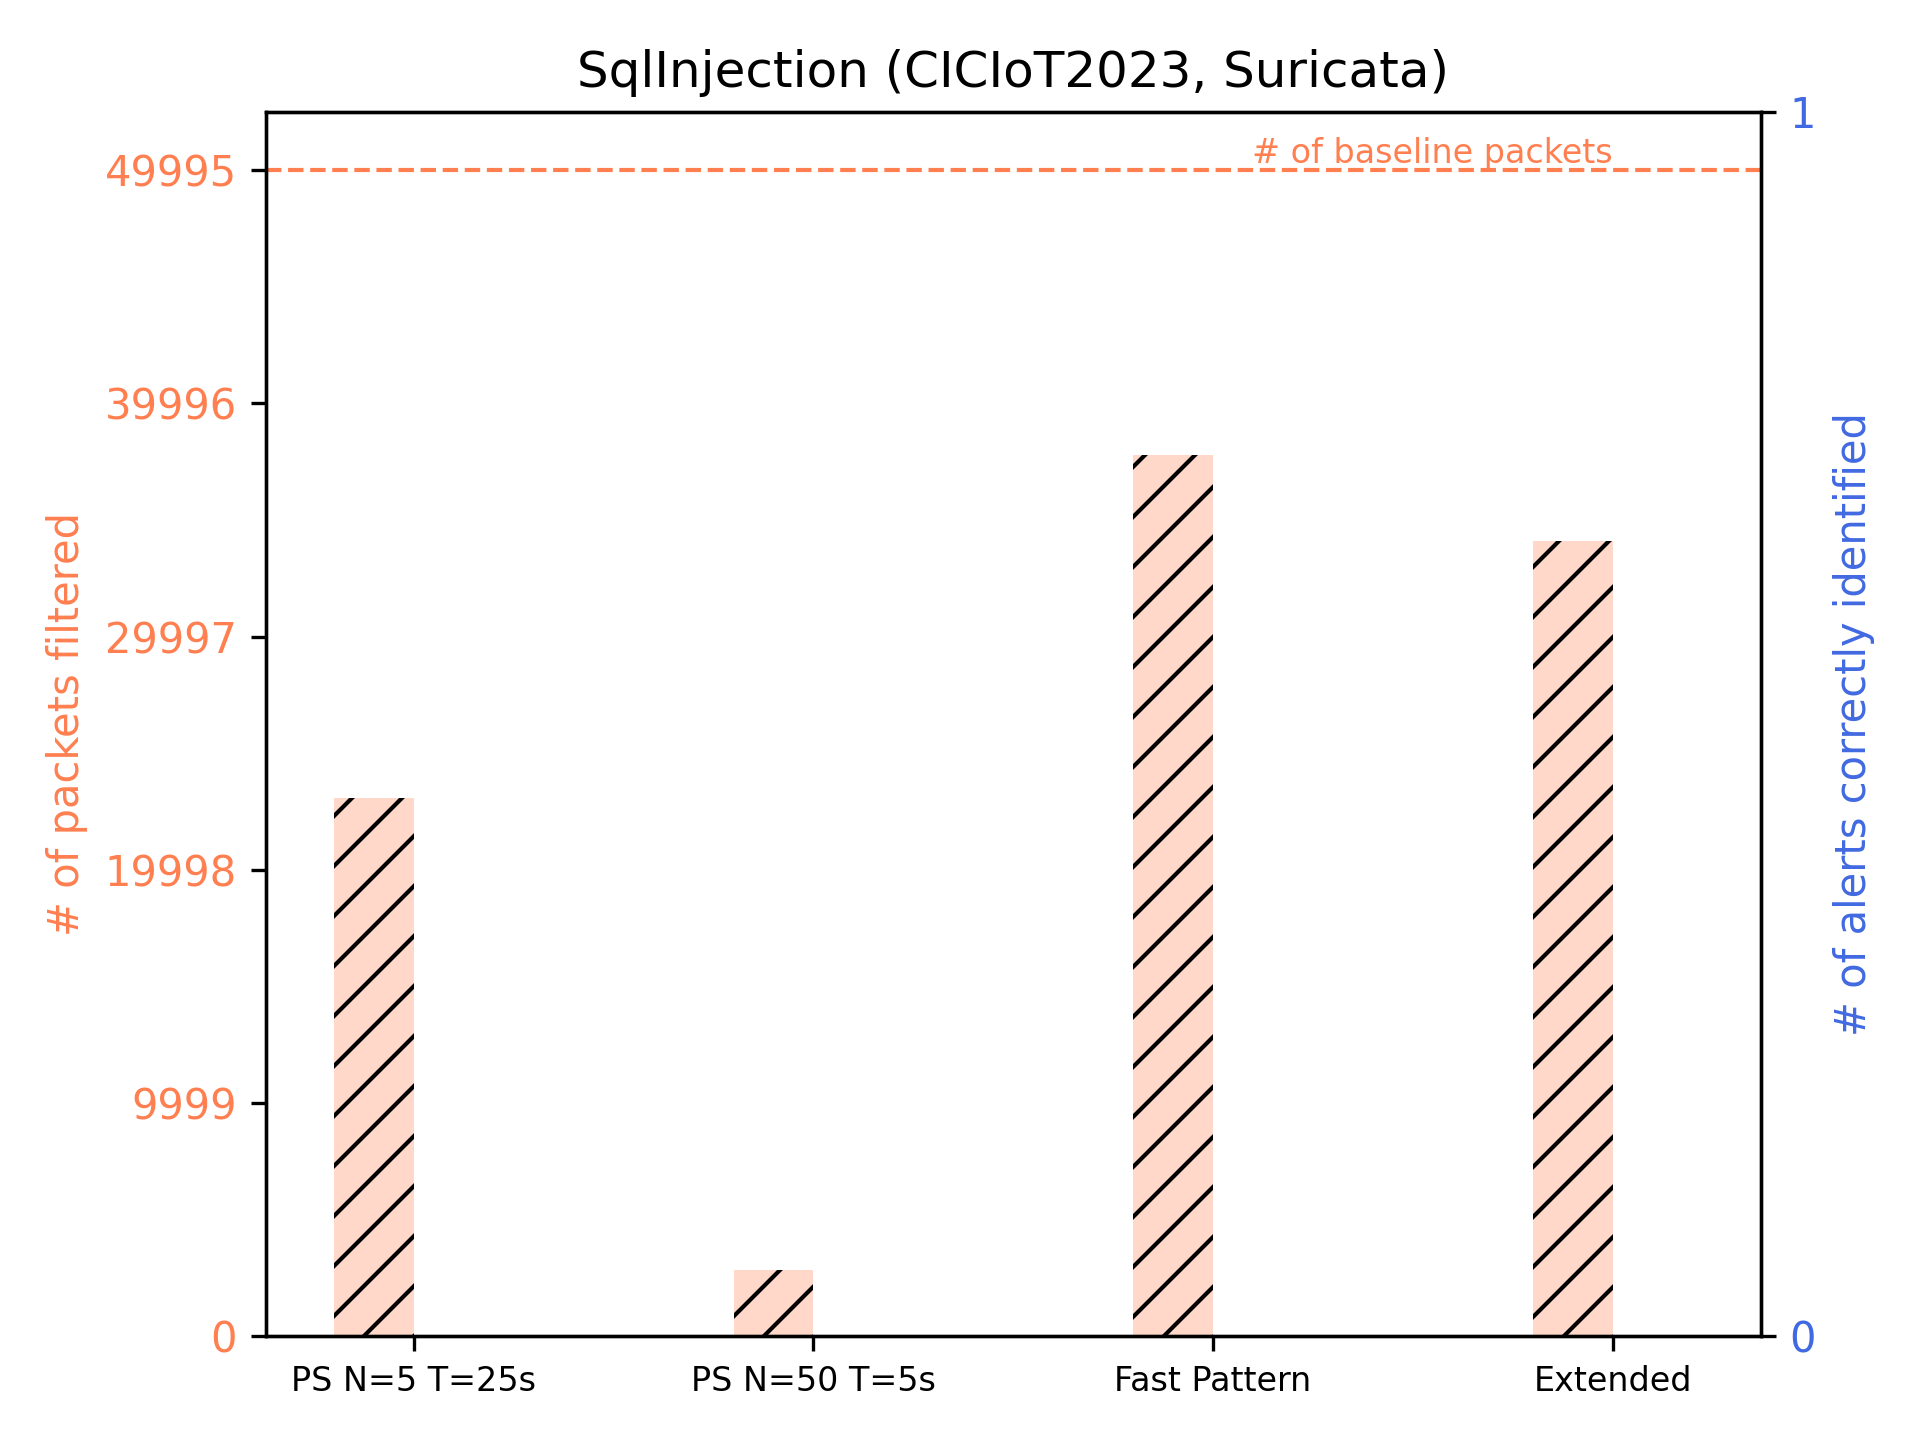 SqlInjection (CICIoT2023, Suricata)
# of baseline packets
49995
39996
29997
19998
9999
0
# of packets filtered
1
0
# of alerts correctly identified
PS N=5 T=25s
PS N=50 T=5s
Fast Pattern
Extended